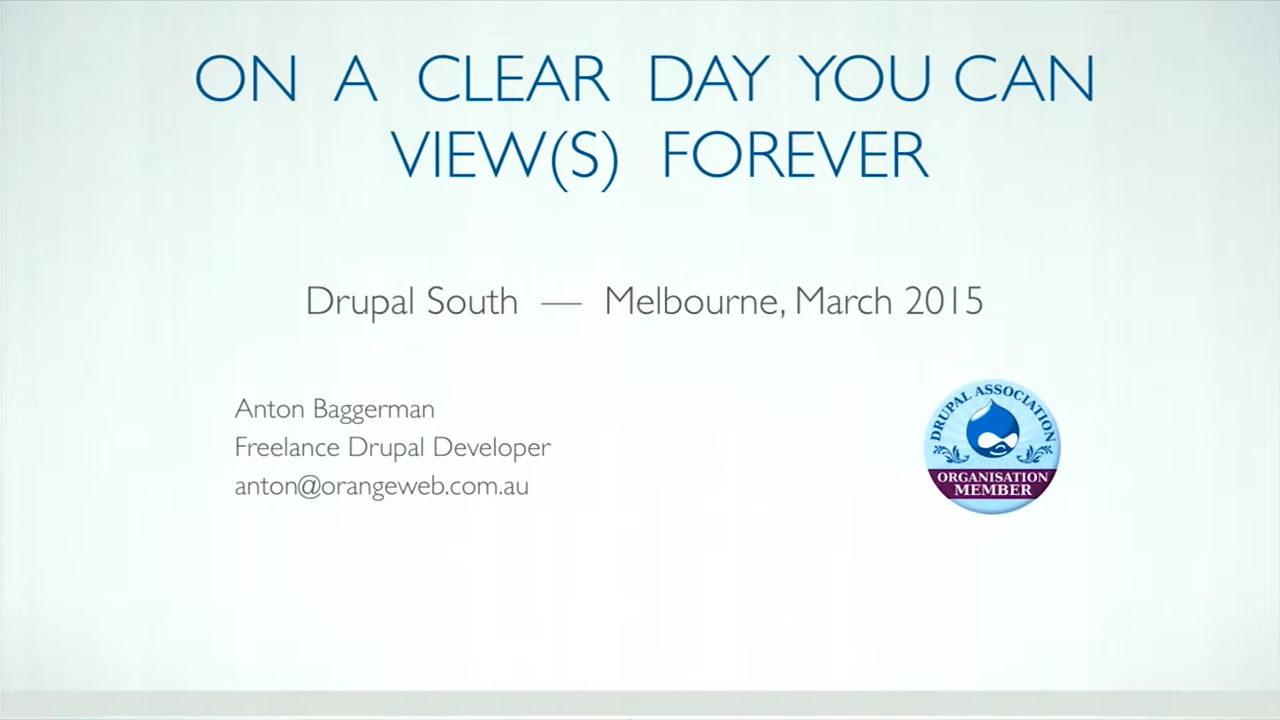 ON A CLEAR DAY YOU CAN
VIEW(S) FOREVER
Drupal South — Melbourne, March 2015
Anton Baggerman
Freelance Drupal Developer
anton@orangeweb.com.au
DRUPAL ASSOCIATION
ORGANISATION
MEMBER